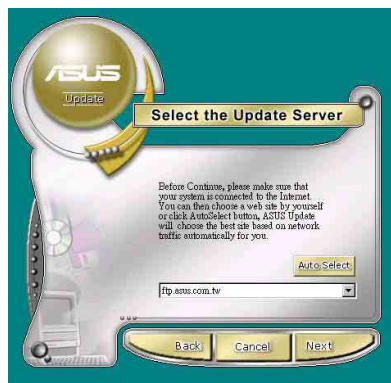 ASUS
Update
Select the Update Server
Before Continue, please make sure that
your system is connected to the Internet.
You can then choose a web site by yourself
or click AutoSelect button, ASUS Update
will choose the best site based on network
traffic automatically for you.
Auto Select
ftp.asus.com.tw
Back Cancel Next